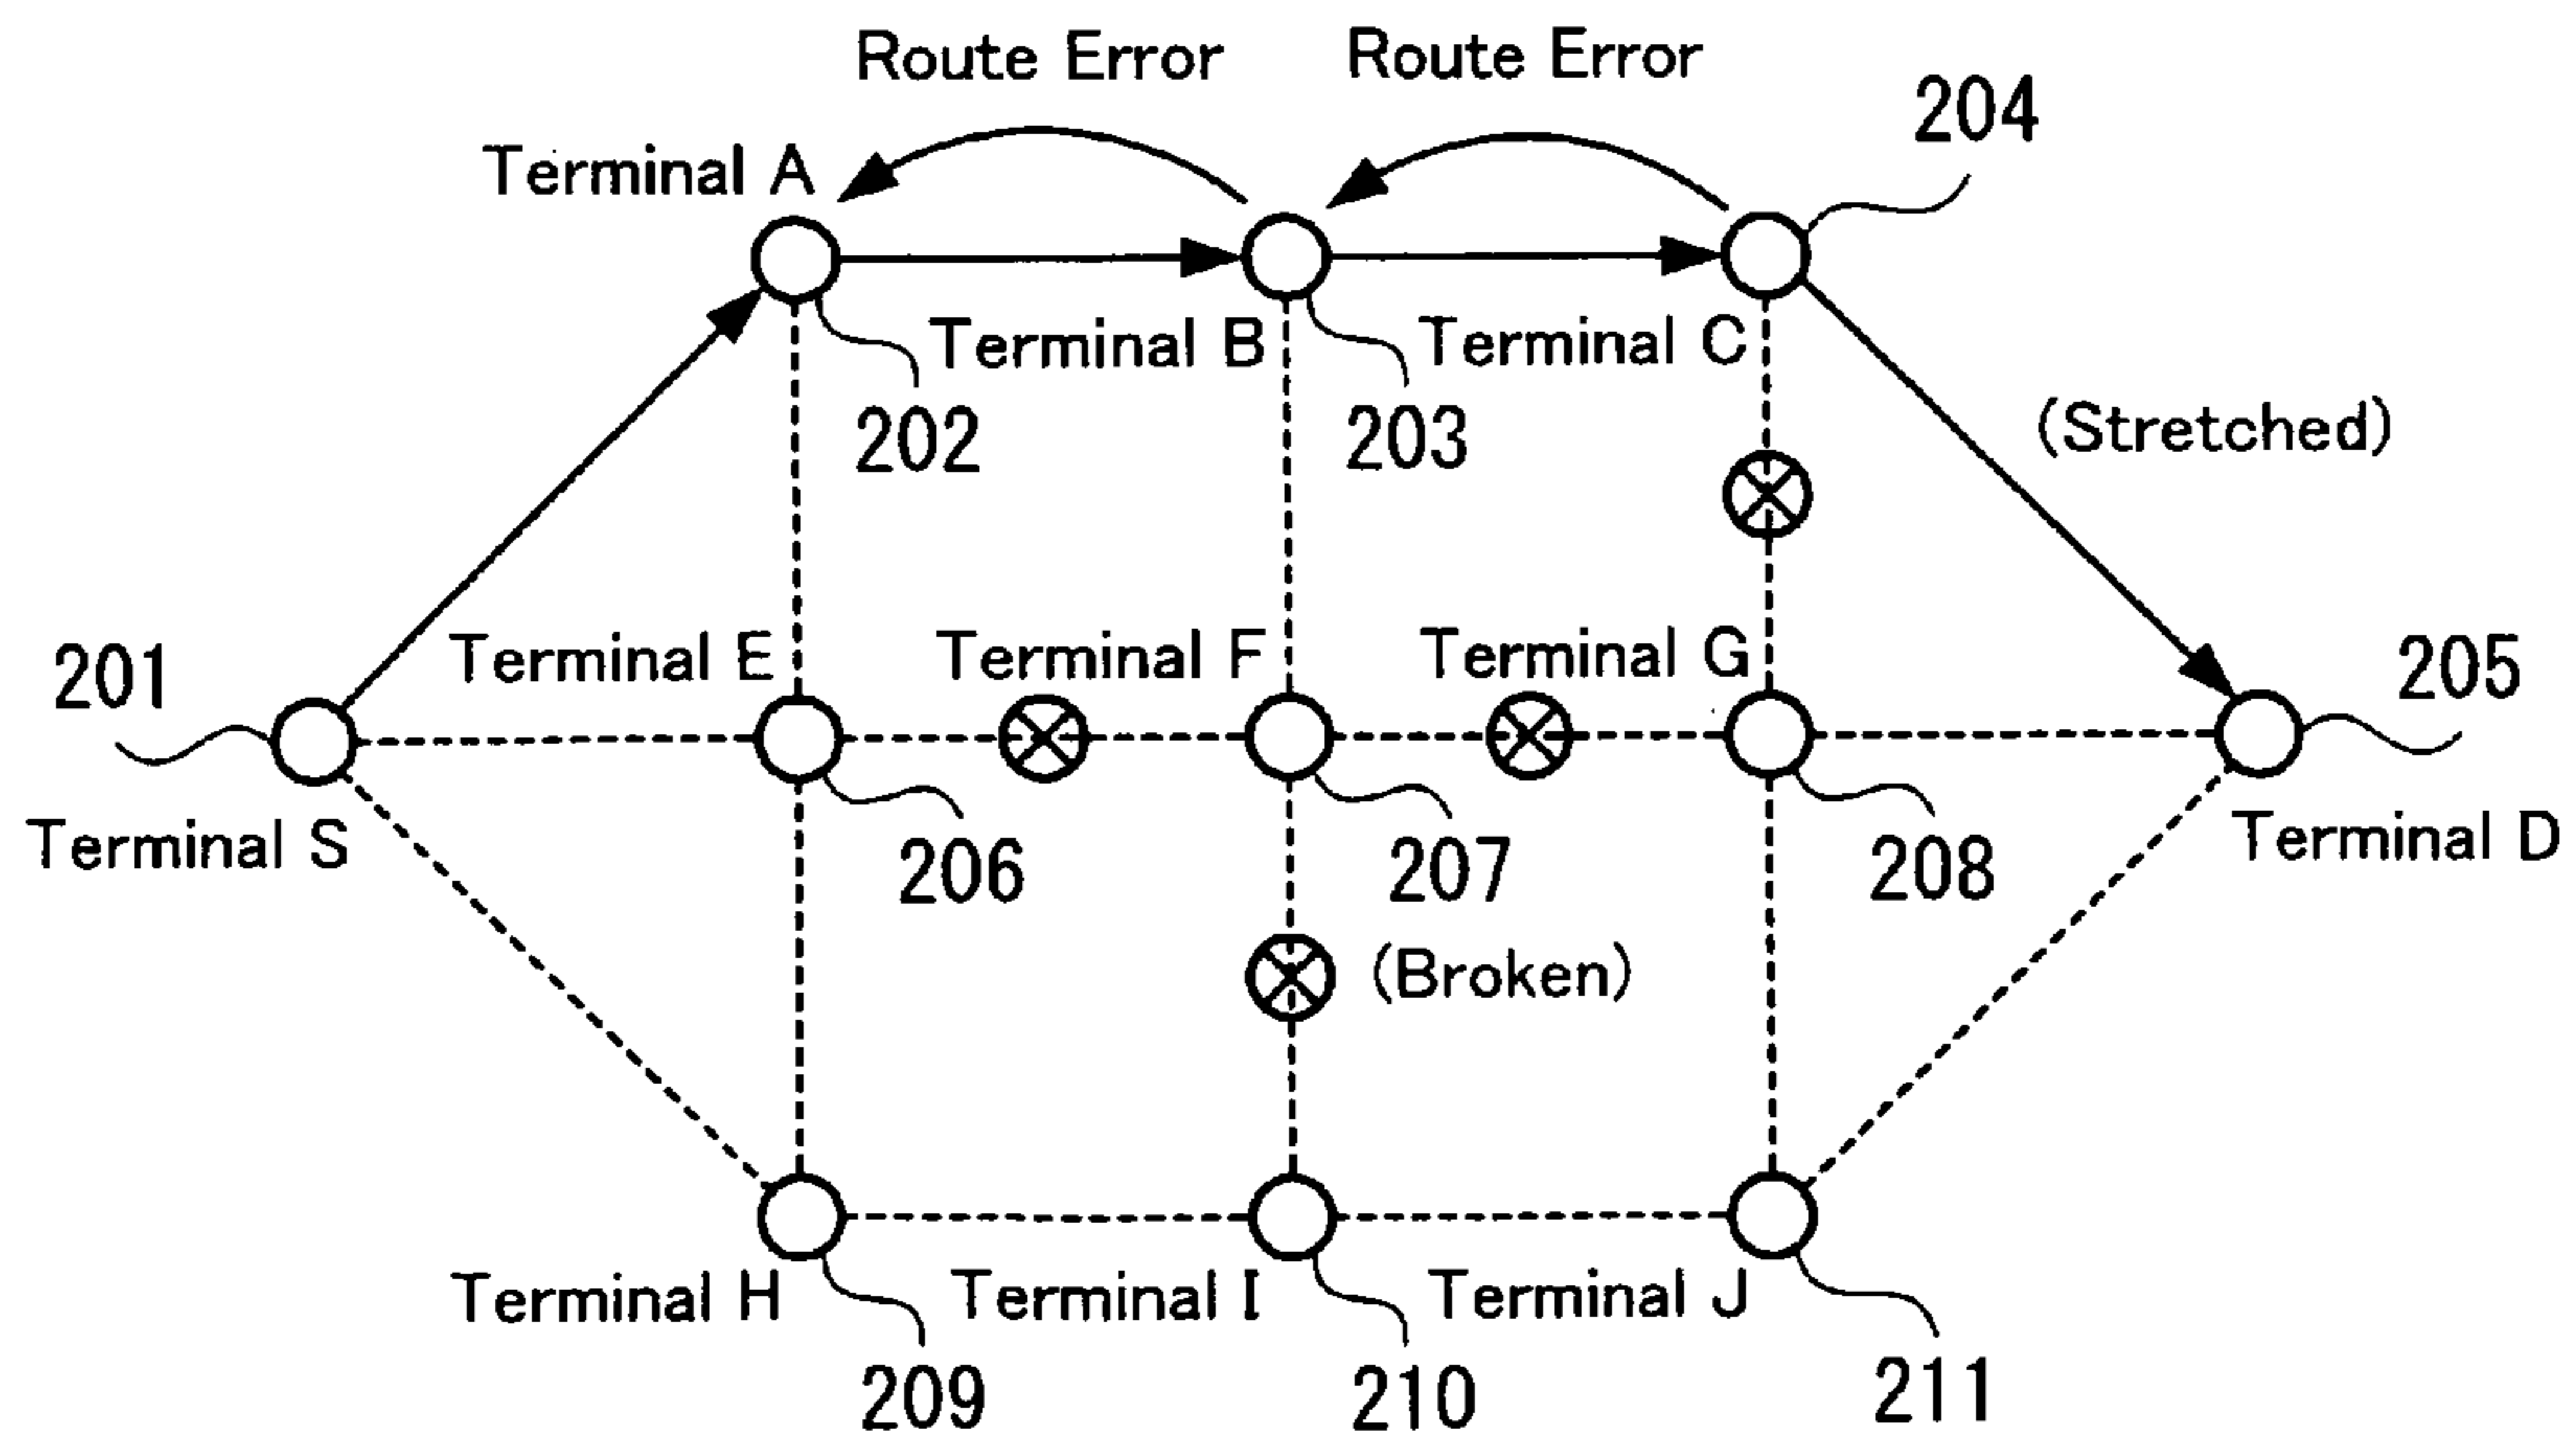 Route Error
Route Error
204
Terminal A
Terminal B
Terminal C
202
203
(Stretched)
201
Terminal E
Terminal F
Terminal G
205
Terminal S
206
207
208
Terminal D
(Broken)
Terminal H
Terminal I
Terminal J
209
210
211